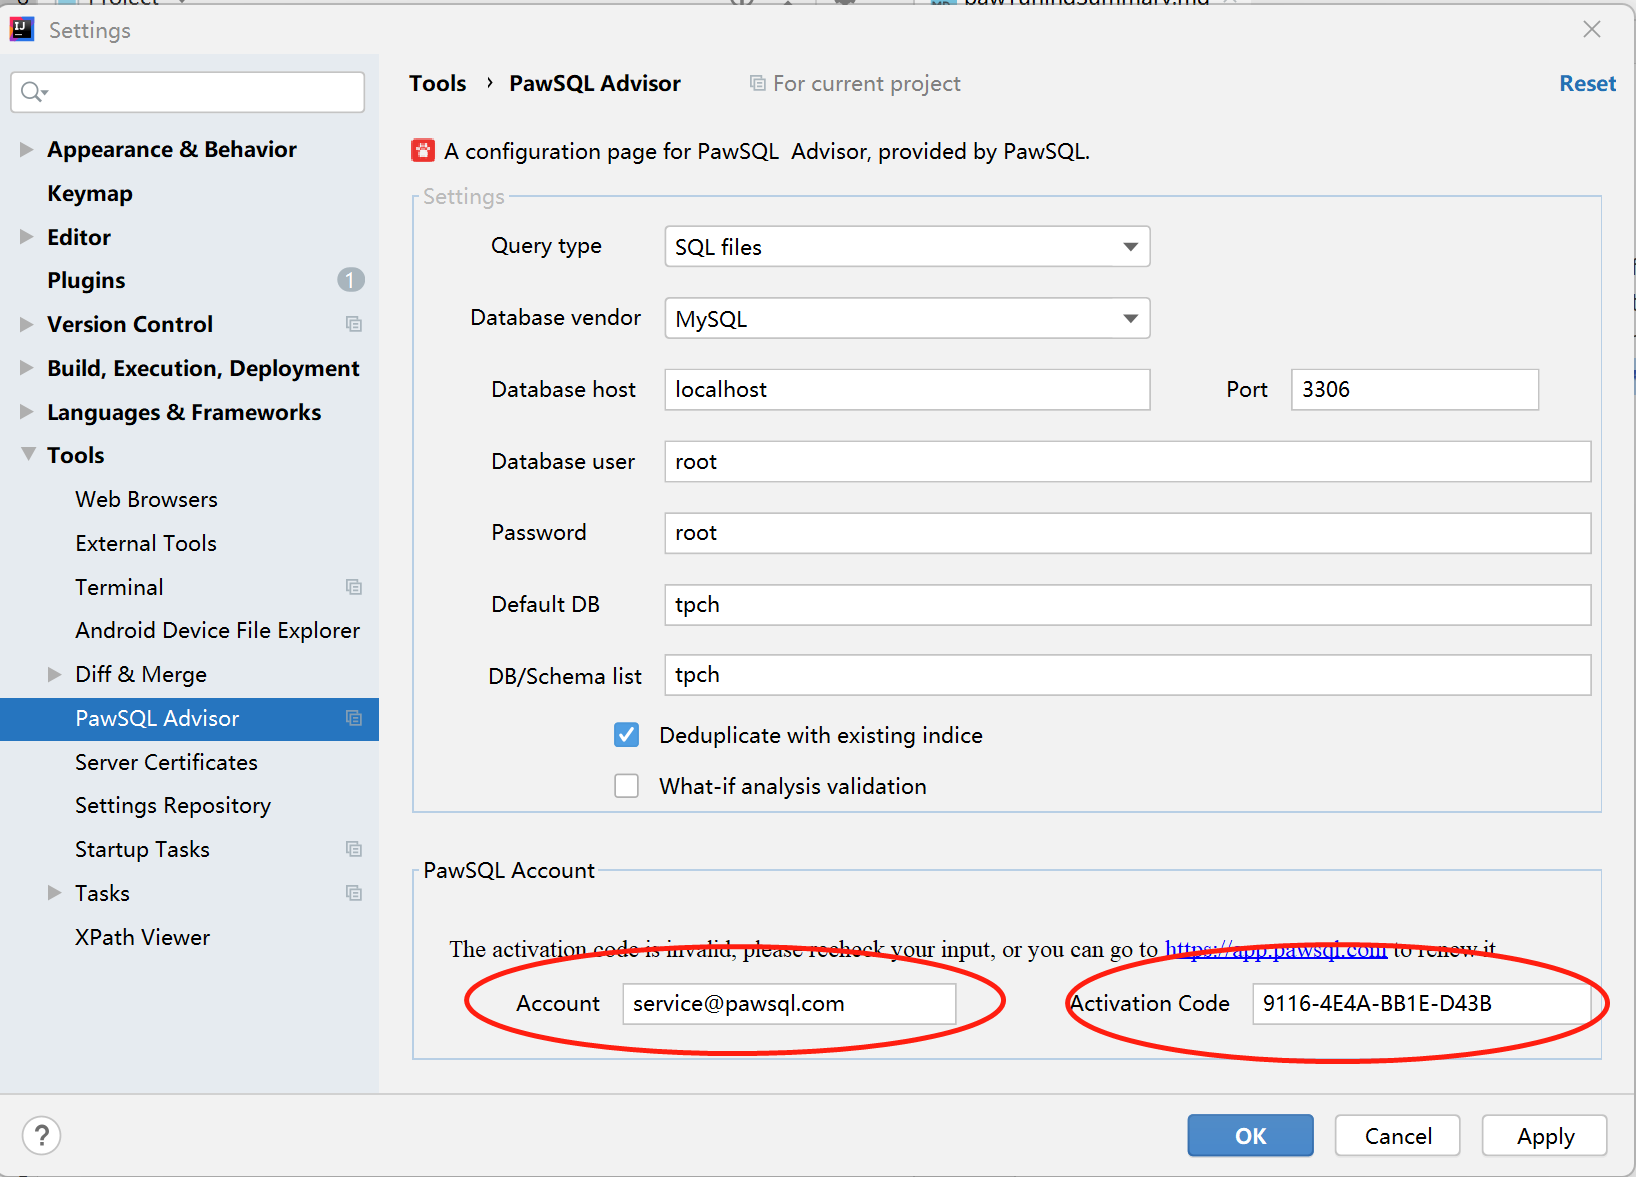 Project
pawTuningSummary.md
Settings
Tools › PawSQL Advisor For current project Reset
Appearance & Behavior
Keymap
Editor
Plugins 1
Version Control
Build, Execution, Deployment
Languages & Frameworks
Tools
Web Browsers
External Tools
Terminal
Android Device File Explorer
Diff & Merge
PawSQL Advisor
Server Certificates
Settings Repository
Startup Tasks
Tasks
XPath Viewer
A configuration page for PawSQL Advisor, provided by PawSQL.
Settings
Query type SQL files
Database vendor MySQL
Database host localhost Port 3306
Database user root
Password root
Default DB tpch
DB/Schema list tpch
Deduplicate with existing indice
What-if analysis validation
PawSQL Account
The activation code is invalid, please recheck your input, or you can go to https://app.pawsql.com to renew it
Account service@pawsql.com Activation Code 9116-4E4A-BB1E-D43B
? OK Cancel Apply